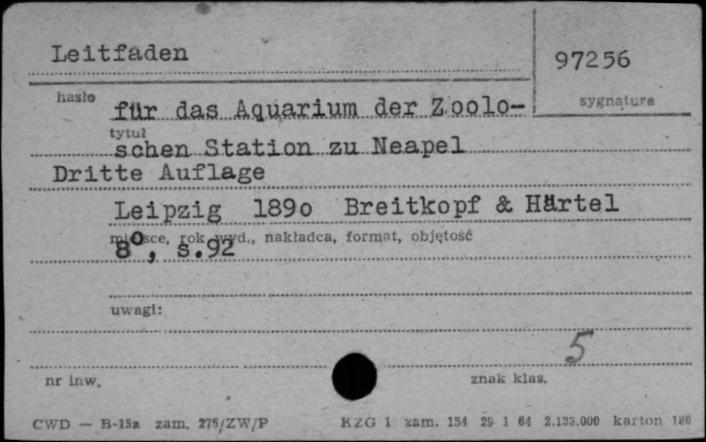 Leitfaden
97256
hasło
sygnatura
für das Aquarium der Zoolo-
tytuł
schen Station zu Neapel
Dritte Auflage
Leipzig 1890 Breitkopf & Härtel
miejsce, rok wyd., nakładca, format, objętość
8°, s.92
uwagi:
5
nr inw.
znak klas.
CWD — B-15a zam. 276/ZW/P
KZG 1 zam. 154 29 1 64 2.133.000 karton 180